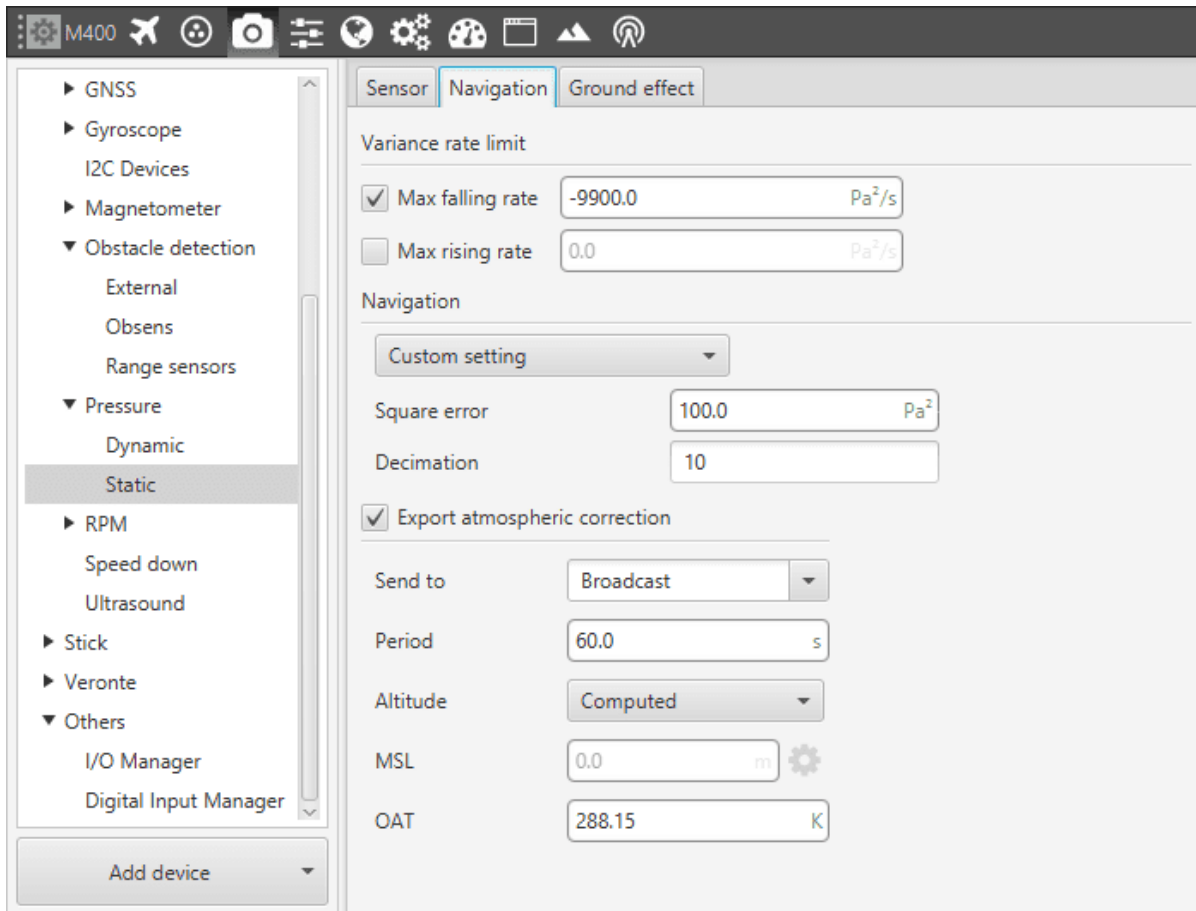 M400
GNSS
Gyroscope
I2C Devices
Magnetometer
Obstacle detection
External
Obsens
Range sensors
Pressure
Dynamic
Static
RPM
Speed down
Ultrasound
Stick
Veronte
Others
I/O Manager
Digital Input Manager
Add device
Sensor Navigation Ground effect
Variance rate limit
Max falling rate -9900.0 Pa²/s
Max rising rate 0.0 Pa²/s
Navigation
Custom setting
Square error 100.0 Pa²
Decimation 10
Export atmospheric correction
Send to Broadcast
Period 60.0 s
Altitude Computed
MSL 0.0 m
OAT 288.15 K